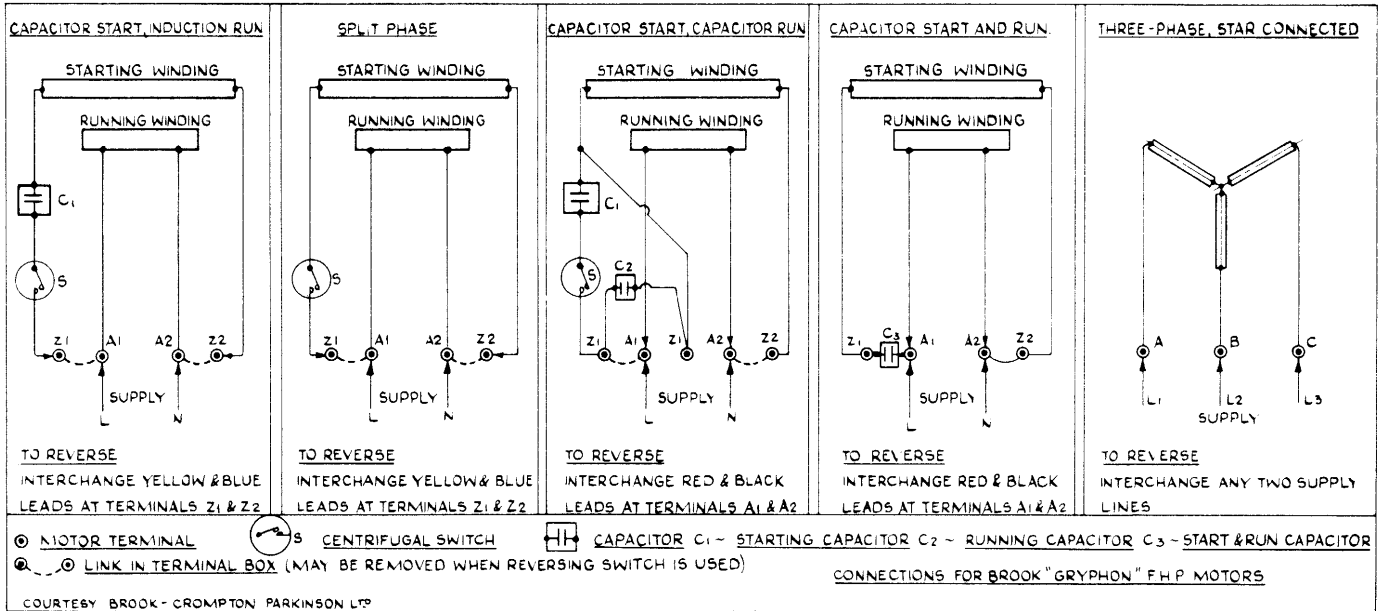 CAPACITOR START, INDUCTION RUN
STARTING WINDING
RUNNING WINDING
C1
S
Z1 A1 A2 Z2
SUPPLY
L N
TO REVERSE
INTERCHANGE YELLOW & BLUE
LEADS AT TERMINALS Z1 & Z2
SPLIT PHASE
STARTING WINDING
RUNNING WINDING
S
Z1 A1 A2 Z2
SUPPLY
L N
TO REVERSE
INTERCHANGE YELLOW & BLUE
LEADS AT TERMINALS Z1 & Z2
CAPACITOR START, CAPACITOR RUN
STARTING WINDING
RUNNING WINDING
C1
S
C2
Z1 A1 Z1 A2 Z2
SUPPLY
L N
TO REVERSE
INTERCHANGE RED & BLACK
LEADS AT TERMINALS A1 & A2
CAPACITOR START AND RUN.
STARTING WINDING
RUNNING WINDING
Z1 C3 A1 A2 Z2
SUPPLY
L N
TO REVERSE
INTERCHANGE RED & BLACK
LEADS AT TERMINALS A1 & A2
THREE-PHASE, STAR CONNECTED
A B C
L1 L2 L3
SUPPLY
TO REVERSE
INTERCHANGE ANY TWO SUPPLY
LINES
MOTOR TERMINAL S CENTRIFUGAL SWITCH CAPACITOR C1 ~ STARTING CAPACITOR C2 ~ RUNNING CAPACITOR C3 ~ START & RUN CAPACITOR
LINK IN TERMINAL BOX (MAY BE REMOVED WHEN REVERSING SWITCH IS USED)
CONNECTIONS FOR BROOK "GRYPHON" F H P MOTORS
COURTESY BROOK - CROMPTON PARKINSON LTD